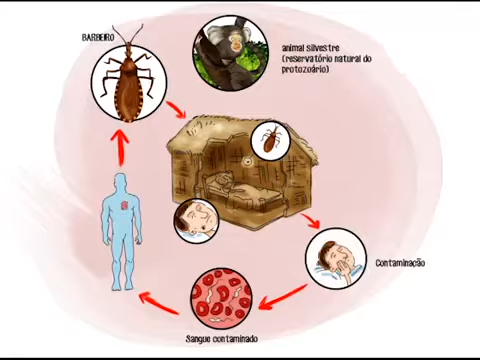 BARBEIRO
animal silvestre
(reservatório natural do
protozoário)
Contaminação
Sangue contaminado